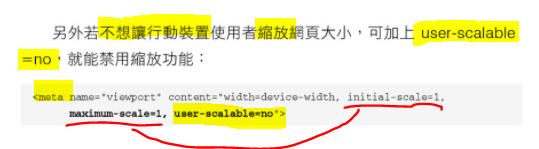 另外若不想讓行動裝置使用者縮放網頁大小，可加上 user-scalable
=no，就能禁用縮放功能：
<meta name="viewport" content="width=device-width, initial-scale=1,
maximum-scale=1, user-scalable=no">